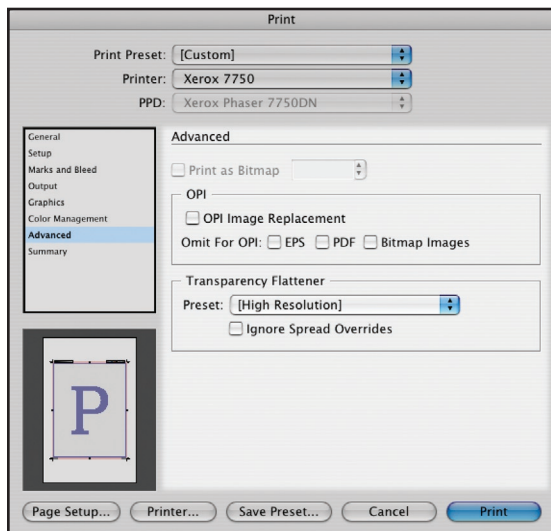 Print
Print Preset: [Custom]
Printer: Xerox 7750
PPD: Xerox Phaser 7750DN
General
Setup
Marks and Bleed
Output
Graphics
Color Management
Advanced
Summary
Advanced
Print as Bitmap
OPI
OPI Image Replacement
Omit For OPI: EPS PDF Bitmap Images
Transparency Flattener
Preset: [High Resolution]
Ignore Spread Overrides
P
Page Setup... Printer... Save Preset... Cancel Print